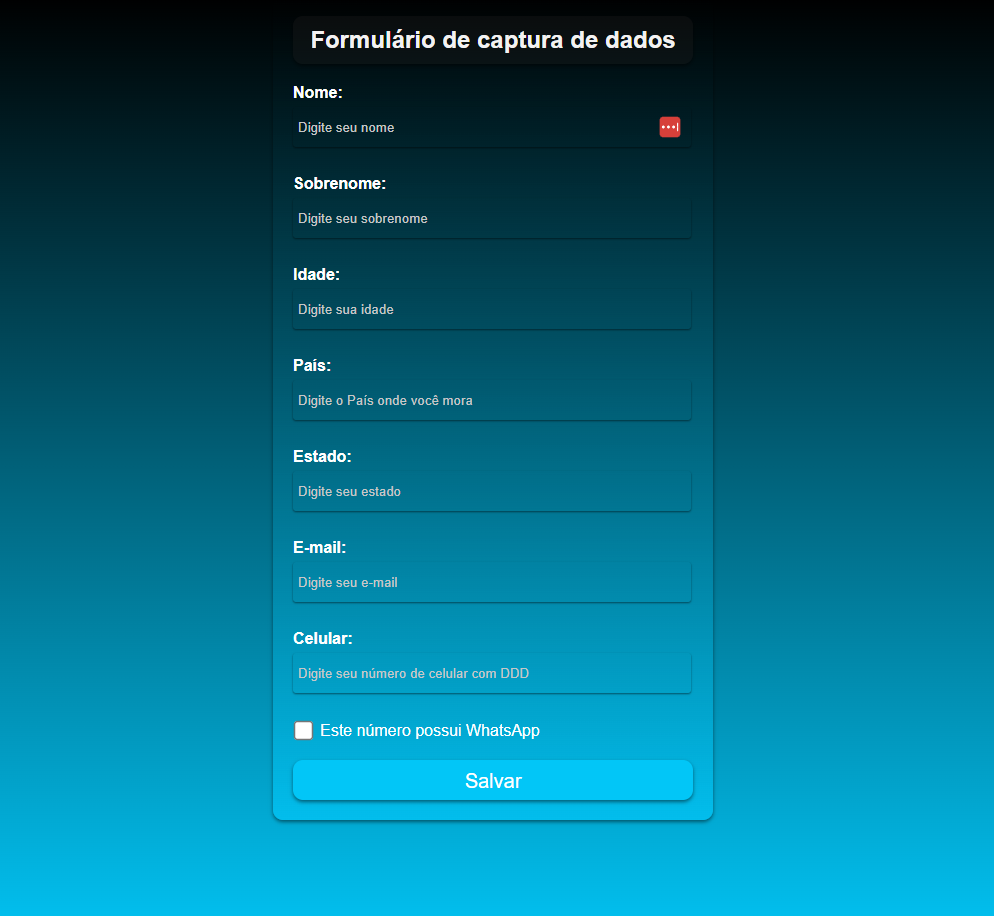 Formulário de captura de dados
Nome:
Digite seu nome
Sobrenome:
Digite seu sobrenome
Idade:
Digite sua idade
País:
Digite o País onde você mora
Estado:
Digite seu estado
E-mail:
Digite seu e-mail
Celular:
Digite seu número de celular com DDD
Este número possui WhatsApp
Salvar